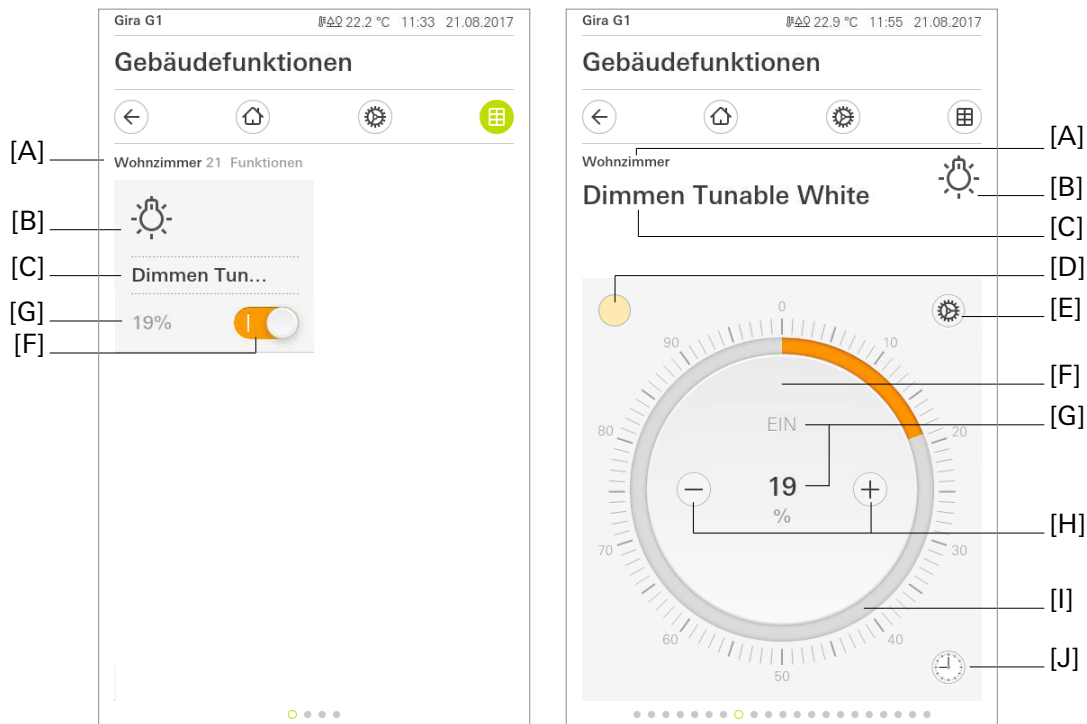 Gira G1 22.2 °C 11:33 21.08.2017
Gebäudefunktionen
[A] Wohnzimmer 21 Funktionen
[B]
[C] Dimmen Tun...
[G] 19%
[F]
Gira G1 22.9 °C 11:55 21.08.2017
Gebäudefunktionen
Wohnzimmer [A]
Dimmen Tunable White [B]
[C]
[D]
[E]
0
10
20
30
40
50
60
70
80
90
[F]
EIN [G]
19
%
[H]
[I]
[J]